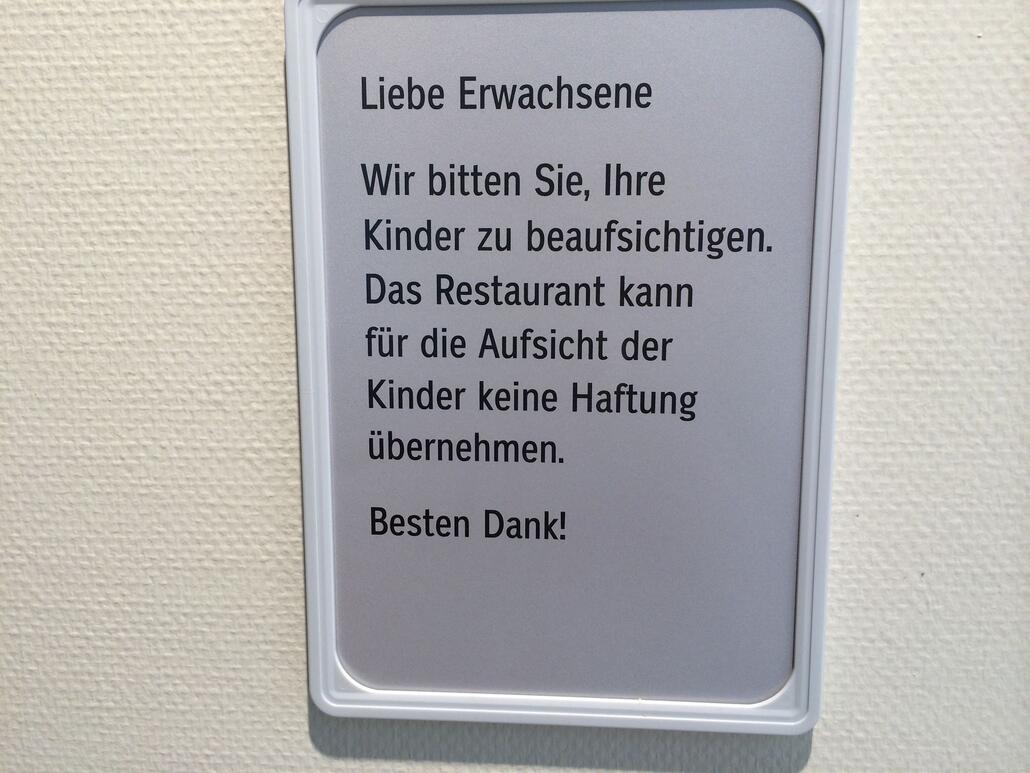 Liebe Erwachsene
Wir bitten Sie, Ihre
Kinder zu beaufsichtigen.
Das Restaurant kann
für die Aufsicht der
Kinder keine Haftung
übernehmen.
Besten Dank!